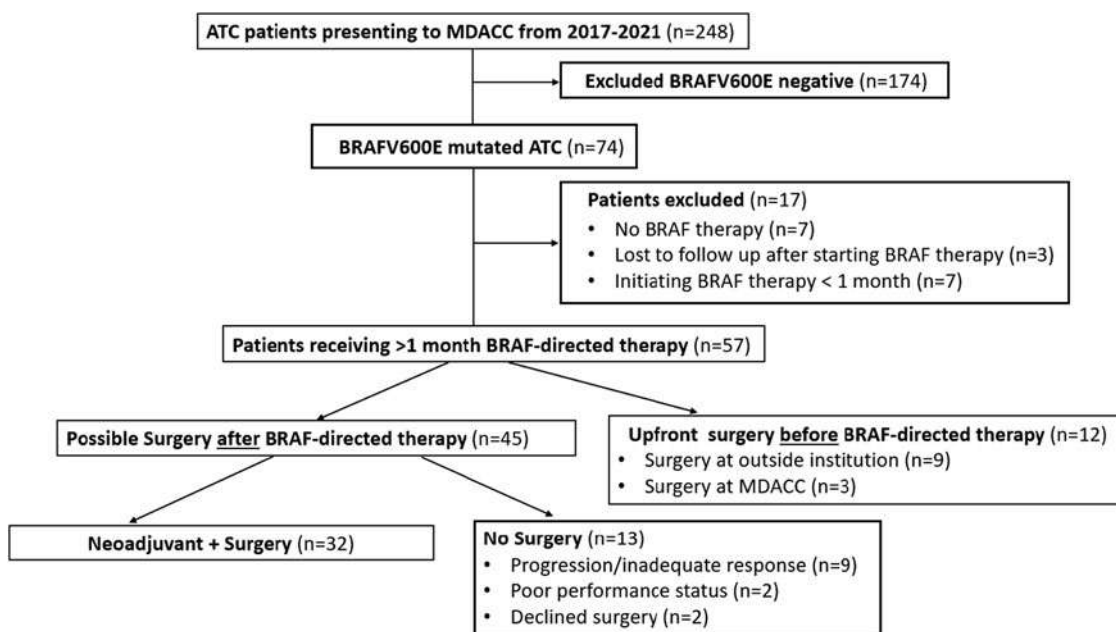 ATC patients presenting to MDACC from 2017-2021 (n=248)
Excluded BRAFV600E negative (n=174)
BRAFV600E mutated ATC (n=74)
Patients excluded (n=17)
• No BRAF therapy (n=7)
• Lost to follow up after starting BRAF therapy (n=3)
• Initiating BRAF therapy < 1 month (n=7)
Patients receiving >1 month BRAF-directed therapy (n=57)
Possible Surgery after BRAF-directed therapy (n=45)
Upfront surgery before BRAF-directed therapy (n=12)
• Surgery at outside institution (n=9)
• Surgery at MDACC (n=3)
Neoadjuvant + Surgery (n=32)
No Surgery (n=13)
• Progression/inadequate response (n=9)
• Poor performance status (n=2)
• Declined surgery (n=2)